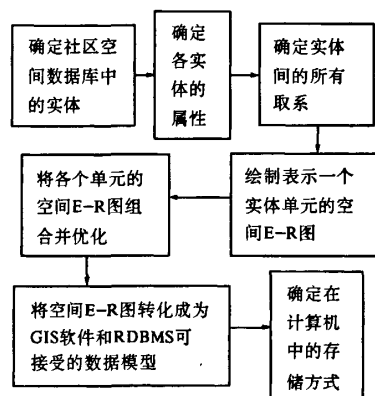 确定社区空
间数据库中
的实体
确定
各实
体的
属性
确定实体
间的所有
取系
绘制表示一个
实体单元的空
间E-R图
将各个单元的
空间E-R图组
合并优化
将空间E-R图转化成为
GIS软件和RDBMS可
接受的数据模型
确定在
计算机
中的存
储方式